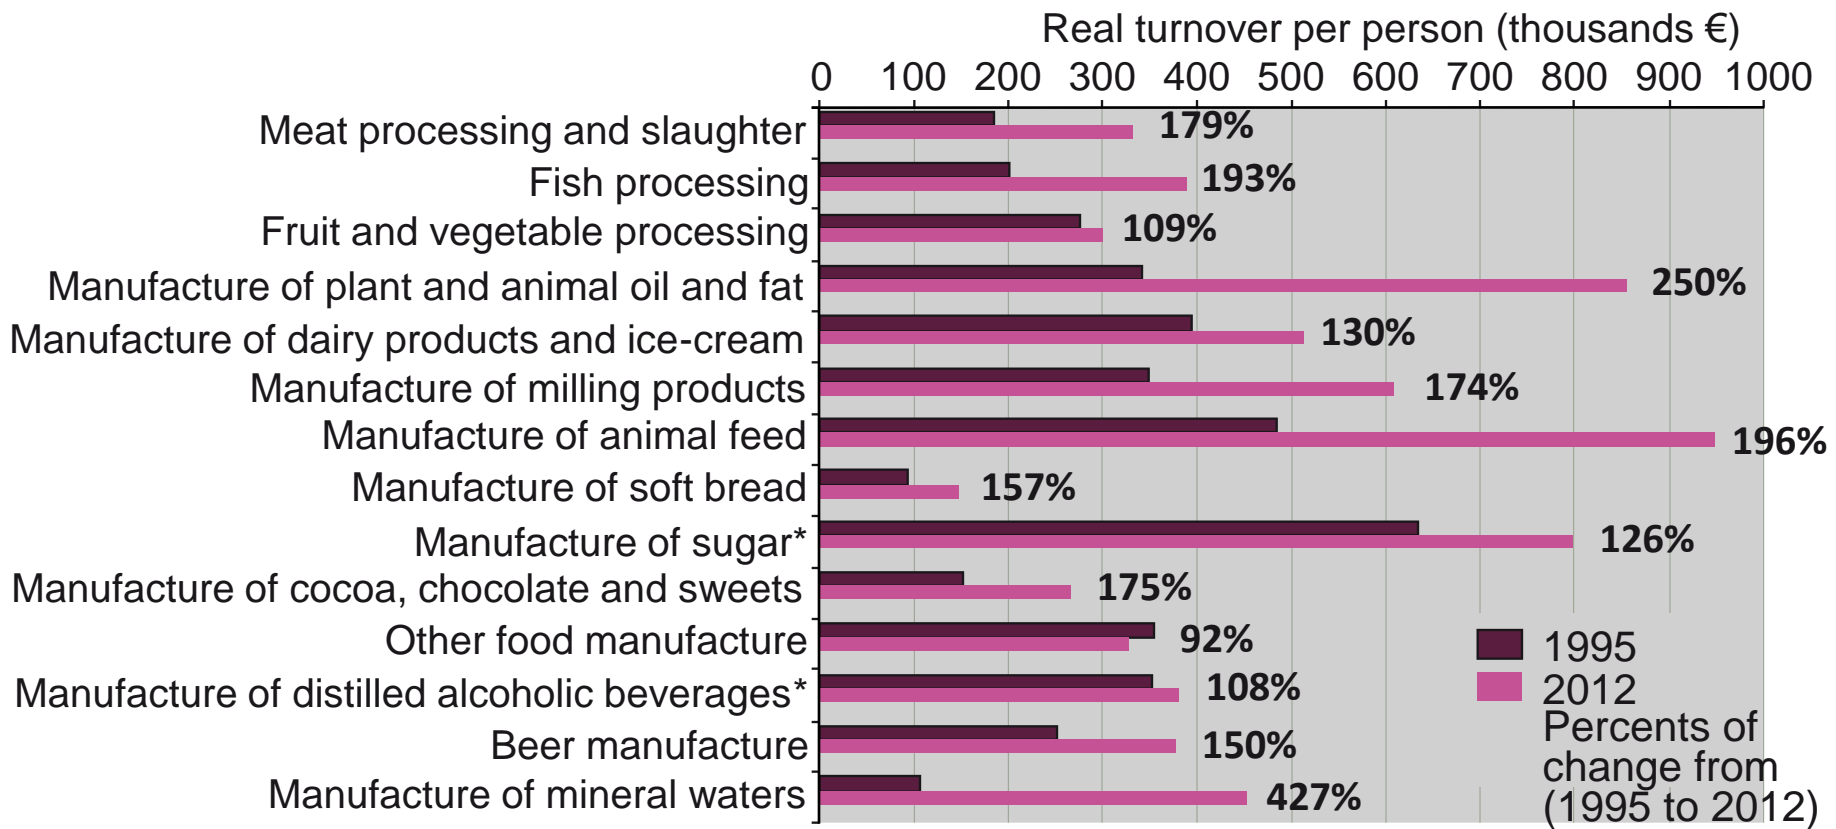 Real turnover per person (thousands €)
0 100 200 300 400 500 600 700 800 900 1000
Meat processing and slaughter 179%
Fish processing 193%
Fruit and vegetable processing 109%
Manufacture of plant and animal oil and fat 250%
Manufacture of dairy products and ice-cream 130%
Manufacture of milling products 174%
Manufacture of animal feed 196%
Manufacture of soft bread 157%
Manufacture of sugar* 126%
Manufacture of cocoa, chocolate and sweets 175%
Other food manufacture 92%
Manufacture of distilled alcoholic beverages* 108%
Beer manufacture 150%
Manufacture of mineral waters 427%
1995
2012
Percents of
change from
(1995 to 2012)